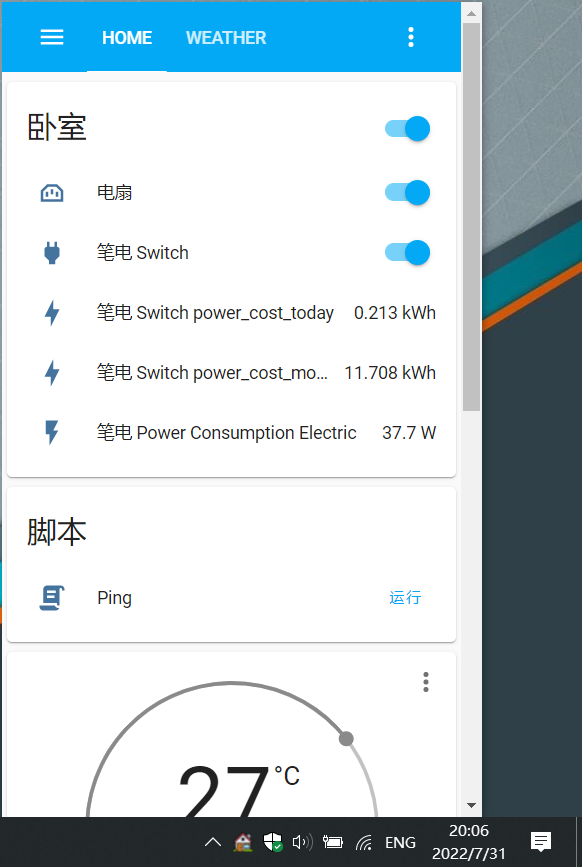 HOME WEATHER
卧室
电扇
笔电 Switch
笔电 Switch power_cost_today 0.213 kWh
笔电 Switch power_cost_mo... 11.708 kWh
笔电 Power Consumption Electric 37.7 W
脚本
Ping 运行
27 °C
ENG
20:06
2022/7/31